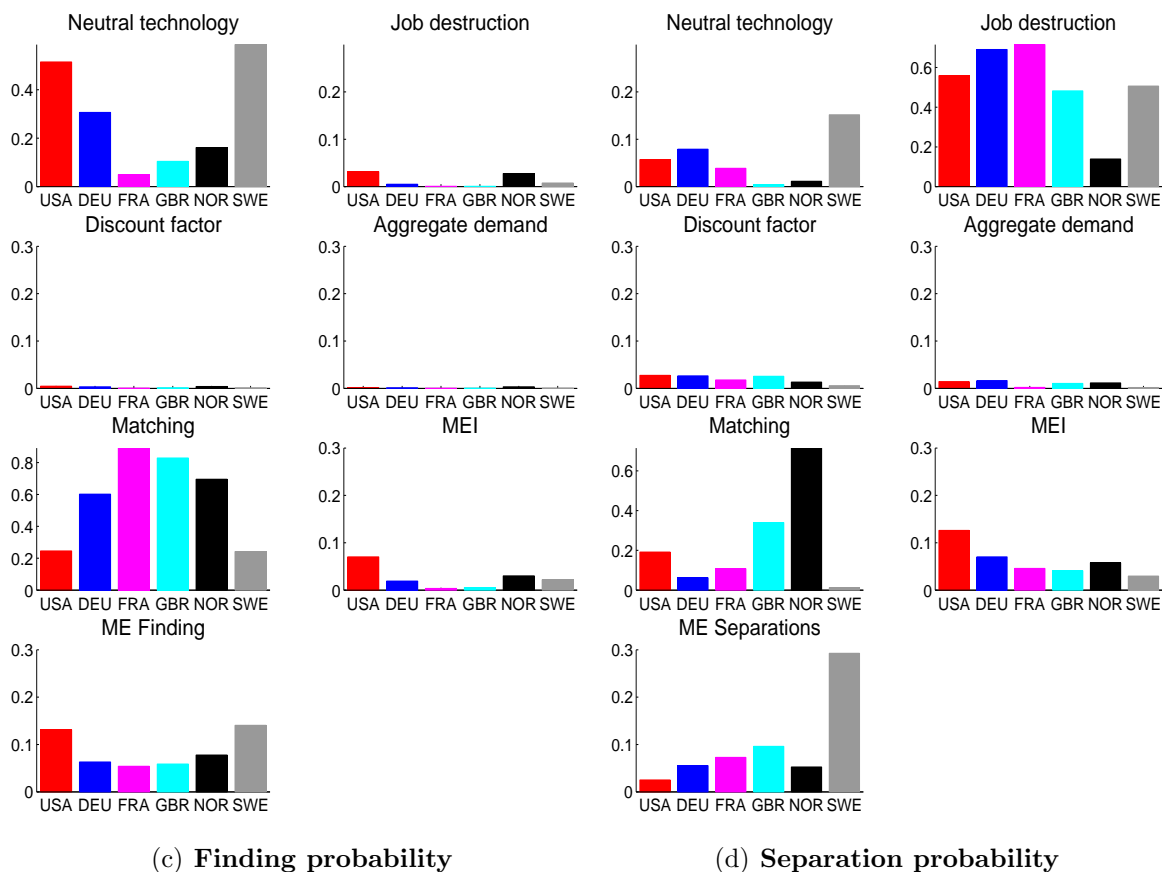 Neutral technology
0.4
0.2
0
USA DEU FRA GBR NOR SWE
Job destruction
0.2
0.1
0
USA DEU FRA GBR NOR SWE
Discount factor
0.3
0.2
0.1
0
USA DEU FRA GBR NOR SWE
Aggregate demand
0.3
0.2
0.1
0
USA DEU FRA GBR NOR SWE
Matching
0.8
0.6
0.4
0.2
0
USA DEU FRA GBR NOR SWE
MEI
0.3
0.2
0.1
0
USA DEU FRA GBR NOR SWE
ME Finding
0.3
0.2
0.1
0
USA DEU FRA GBR NOR SWE
(c) Finding probability
Neutral technology
0.2
0.1
0
USA DEU FRA GBR NOR SWE
Job destruction
0.6
0.4
0.2
0
USA DEU FRA GBR NOR SWE
Discount factor
0.3
0.2
0.1
0
USA DEU FRA GBR NOR SWE
Aggregate demand
0.3
0.2
0.1
0
USA DEU FRA GBR NOR SWE
Matching
0.6
0.4
0.2
0
USA DEU FRA GBR NOR SWE
MEI
0.3
0.2
0.1
0
USA DEU FRA GBR NOR SWE
ME Separations
0.3
0.2
0.1
0
USA DEU FRA GBR NOR SWE
(d) Separation probability